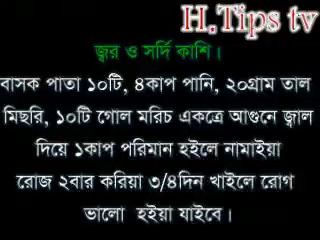 H.Tips tv
জ্বর ও সর্দি কাশি।
বাসক পাতা ১০টি, ৪কাপ পানি, ২০গ্রাম তাল
মিছরি, ১০টি গোল মরিচ একত্রে আগুনে জ্বাল
দিয়ে ১কাপ পরিমান হইলে নামাইয়া
রোজ ২বার করিয়া ৩/৪দিন খাইলে রোগ
ভালো হইয়া যাইবে।